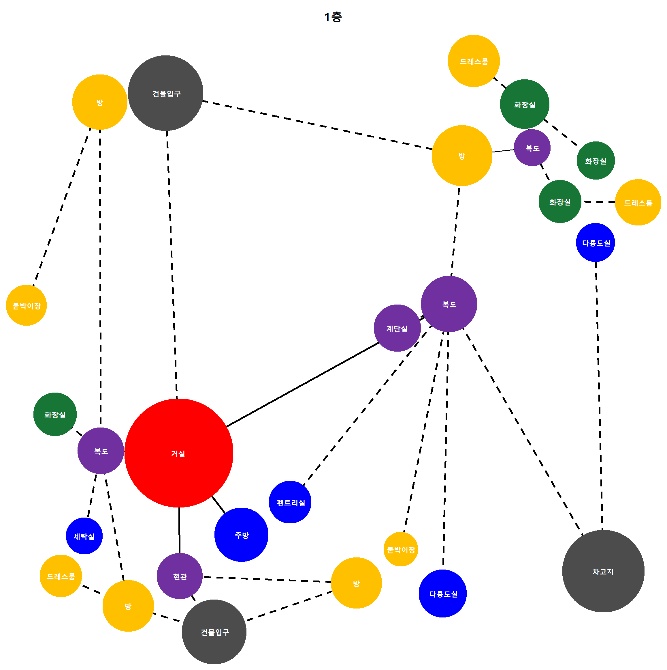 1층
드레스룸
건물입구
방
화장실
복도
방
화장실
화장실
드레스룸
다용도실
붙박이장
복도
계단실
화장실
복도
거실
팬트리실
주방
세탁실
붙박이장
드레스룸
현관
방
차고지
다용도실
방
건물입구